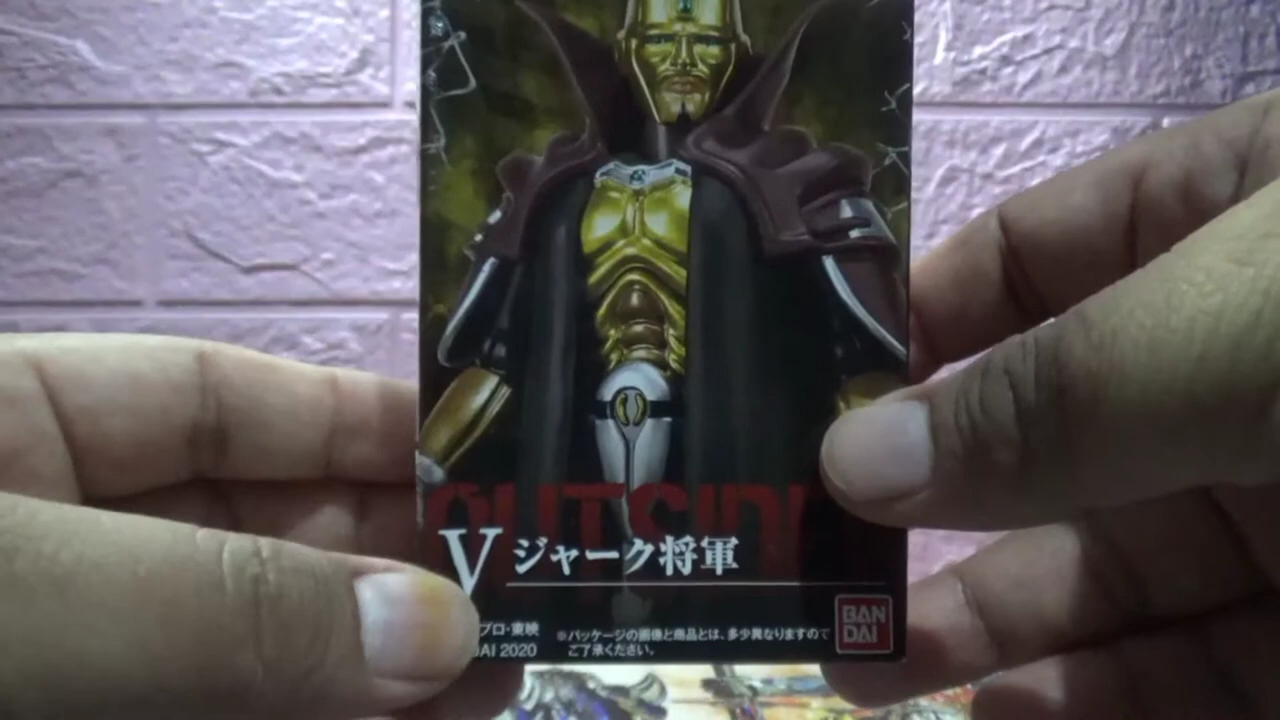 OUTSIDE
V ジャーク将軍
プロ・東映
DAI 2020
※パッケージの画像と商品とは、多少異なりますので
ご了承ください。
BAN
DAI